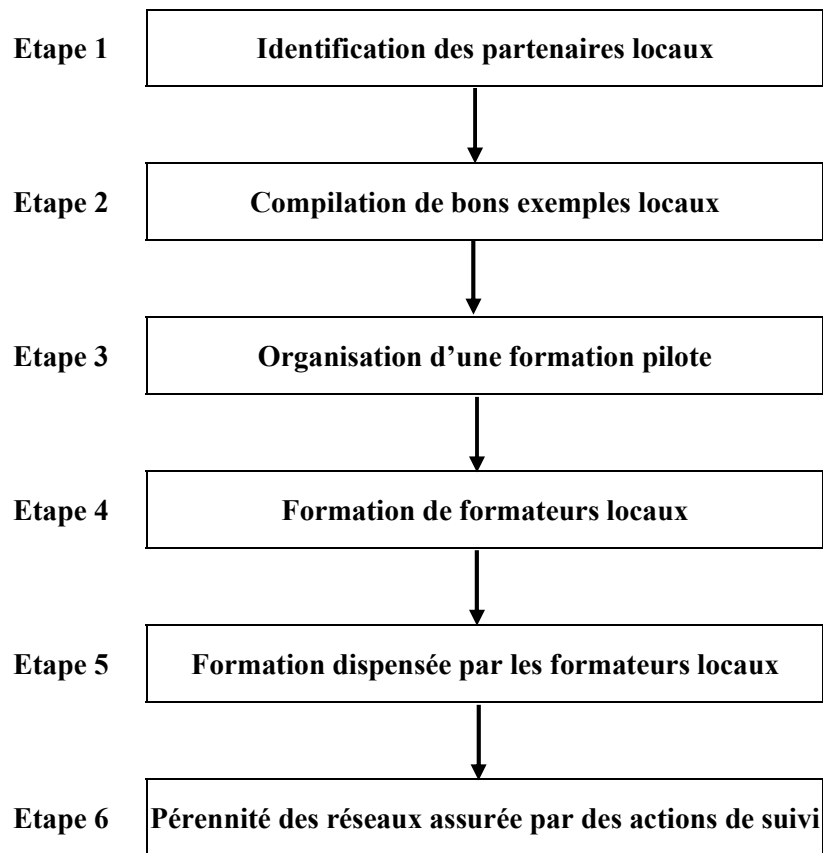 Etape 1 Identification des partenaires locaux
Etape 2 Compilation de bons exemples locaux
Etape 3 Organisation d’une formation pilote
Etape 4 Formation de formateurs locaux
Etape 5 Formation dispensée par les formateurs locaux
Etape 6 Pérennité des réseaux assurée par des actions de suivi